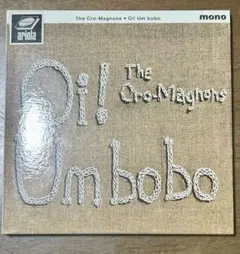 ariola
The Cro-Magnons • Oi! Um bobo
mono
Oi!
The
Cro-Magnons
Um bobo